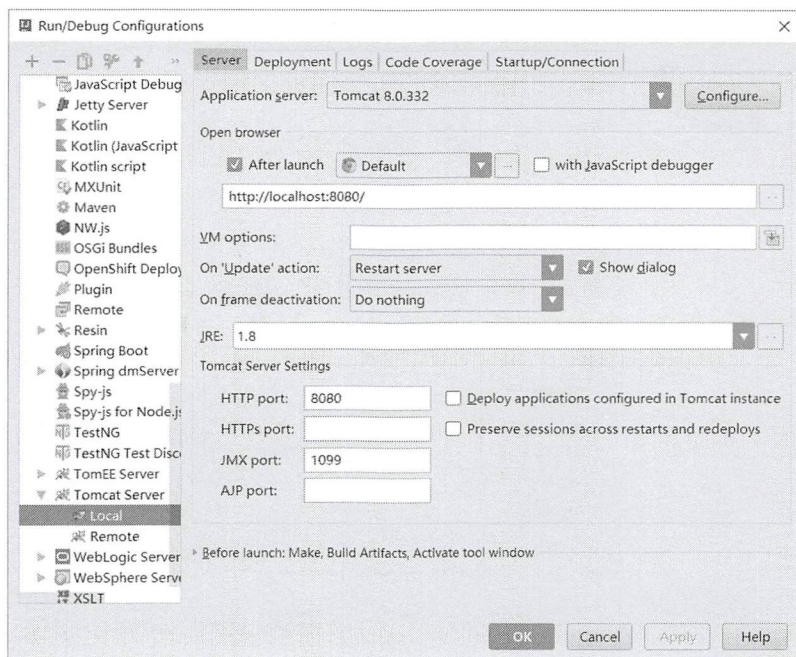 Run/Debug Configurations
JavaScript Debug
Jetty Server
Kotlin
Kotlin (JavaScript
Kotlin script
MXUnit
Maven
NW.js
OSGi Bundles
OpenShift Deploy
Plugin
Remote
Resin
Spring Boot
Spring dmServer
Spy-js
Spy-js for Node.js
TestNG
TestNG Test Disco
TomEE Server
Tomcat Server
Local
Remote
WebLogic Server
WebSphere Serve
XSLT
Server Deployment Logs Code Coverage Startup/Connection
Application server: Tomcat 8.0.332 Configure...
Open browser
After launch Default ... with JavaScript debugger
http://localhost:8080/
VM options:
On 'Update' action: Restart server Show dialog
On frame deactivation: Do nothing
JRE: 1.8
Tomcat Server Settings
HTTP port: 8080 Deploy applications configured in Tomcat instance
HTTPs port: Preserve sessions across restarts and redeploys
JMX port: 1099
AJP port:
Before launch: Make, Build Artifacts, Activate tool window
OK Cancel Apply Help